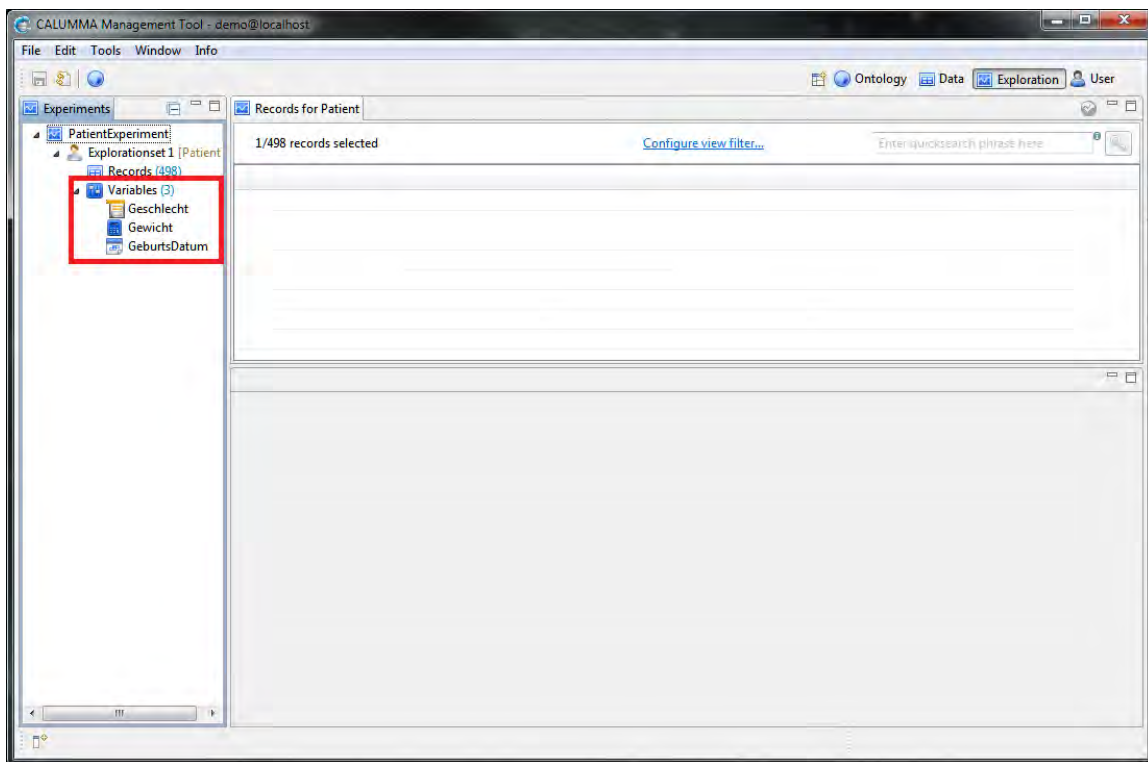 CALUMMA Management Tool - demo@localhost
File Edit Tools Window Info
Ontology Data Exploration User
Experiments
Records for Patient
PatientExperiment
Explorationset 1 [Patient
Records (498)
Variables (3)
Geschlecht
Gewicht
GeburtsDatum
1/498 records selected
Configure view filter...
Enter quicksearch phrase here